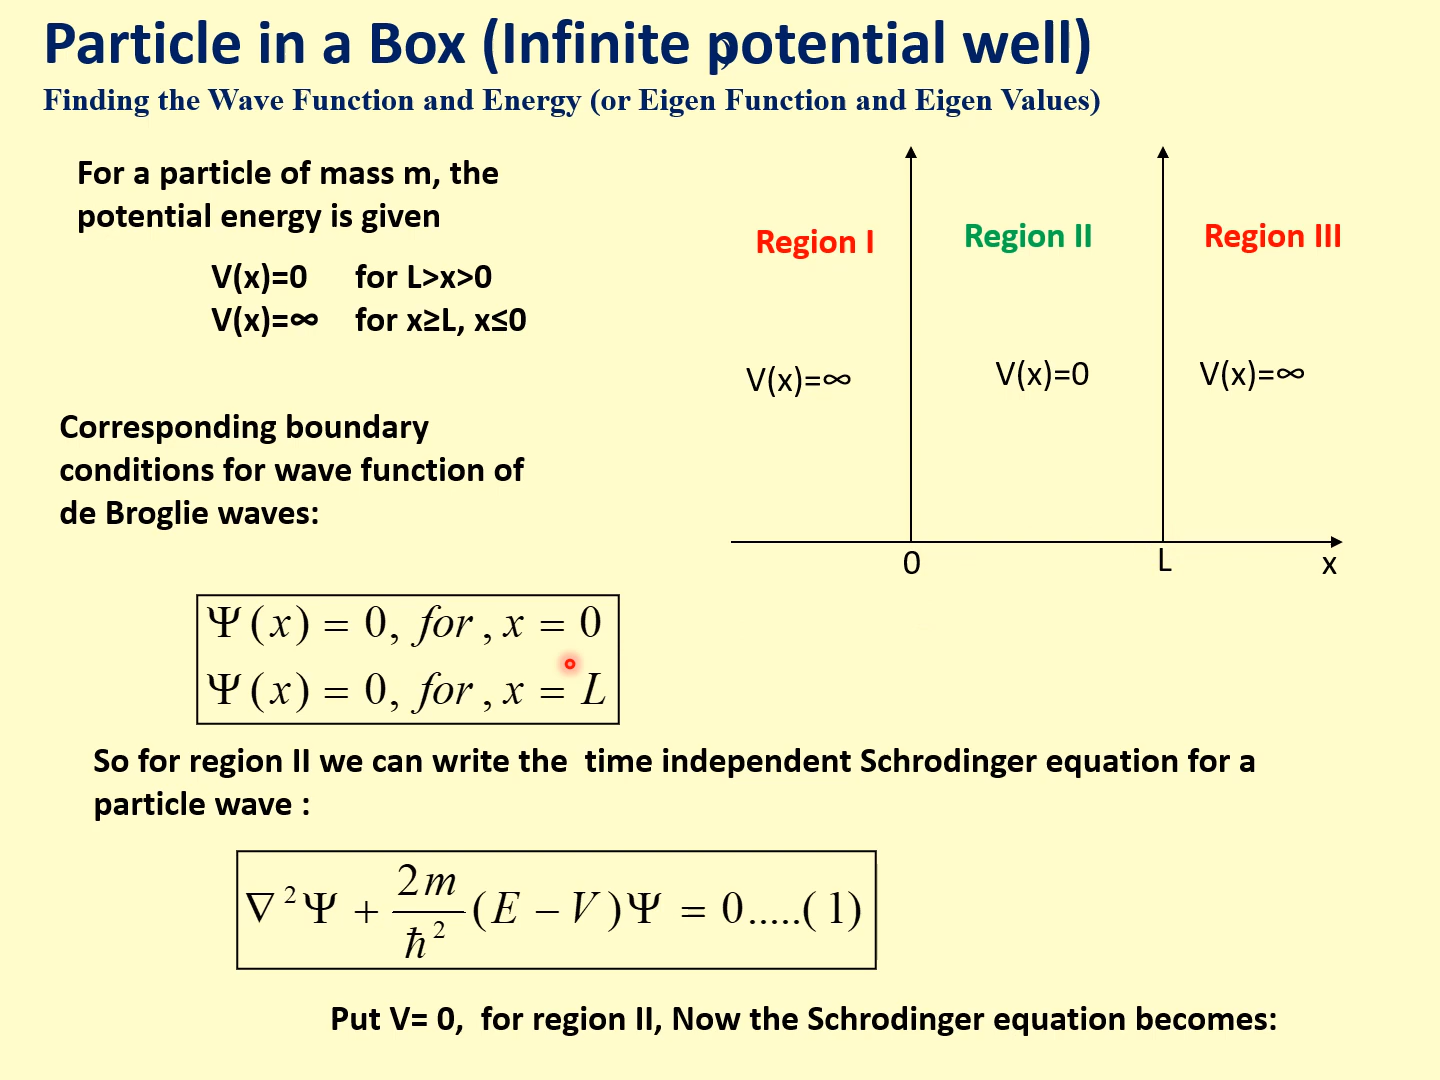 Particle in a Box (Infinite potential well)
Finding the Wave Function and Energy (or Eigen Function and Eigen Values)
For a particle of mass m, the
potential energy is given
V(x)=0 for L>x>0
V(x)=∞ for x≥L, x≤0
Region I
Region II
Region III
V(x)=∞
V(x)=0
V(x)=∞
0
L
x
Corresponding boundary
conditions for wave function of
de Broglie waves:
Ψ(x) = 0, for, x = 0
Ψ(x) = 0, for, x = L
So for region II we can write the time independent Schrodinger equation for a
particle wave :
∇²Ψ + 2m/ħ² (E − V)Ψ = 0.....(1)
Put V= 0, for region II, Now the Schrodinger equation becomes: